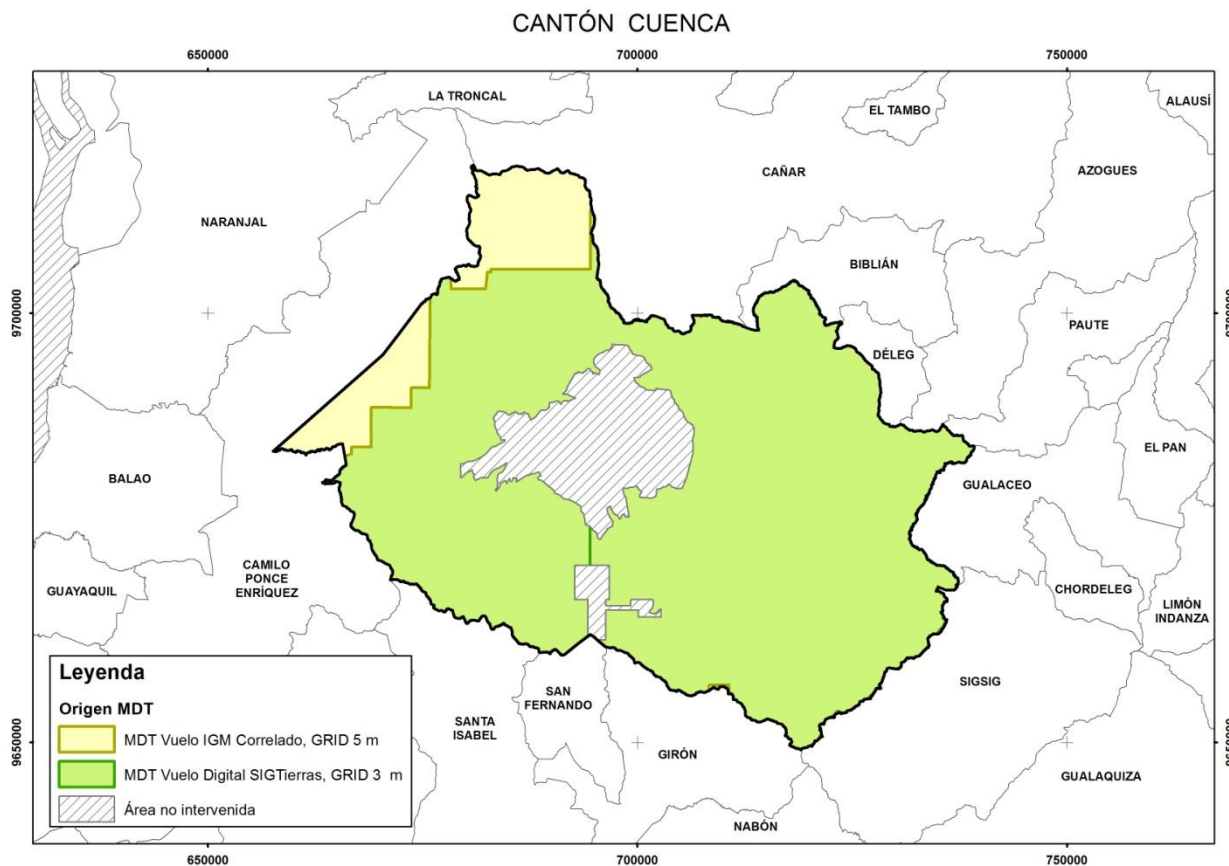 CANTÓN CUENCA
650000
700000
750000
LA TRONCAL
EL TAMBO
ALAUSÍ
CAÑAR
AZOGUES
NARANJAL
BIBLIÁN
9700000
9700000
PAUTE
DÉLEG
EL PAN
BALAO
GUALACEO
CAMILO
PONCE
ENRÍQUEZ
GUAYAQUIL
CHORDELEG
LIMÓN
INDANZA
SIGSIG
SAN
FERNANDO
SANTA
ISABEL
GIRÓN
9650000
9650000
GUALAQUIZA
NABÓN
Leyenda
Origen MDT
MDT Vuelo IGM Correlado, GRID 5 m
MDT Vuelo Digital SIGTierras, GRID 3 m
Área no intervenida
650000
700000
750000